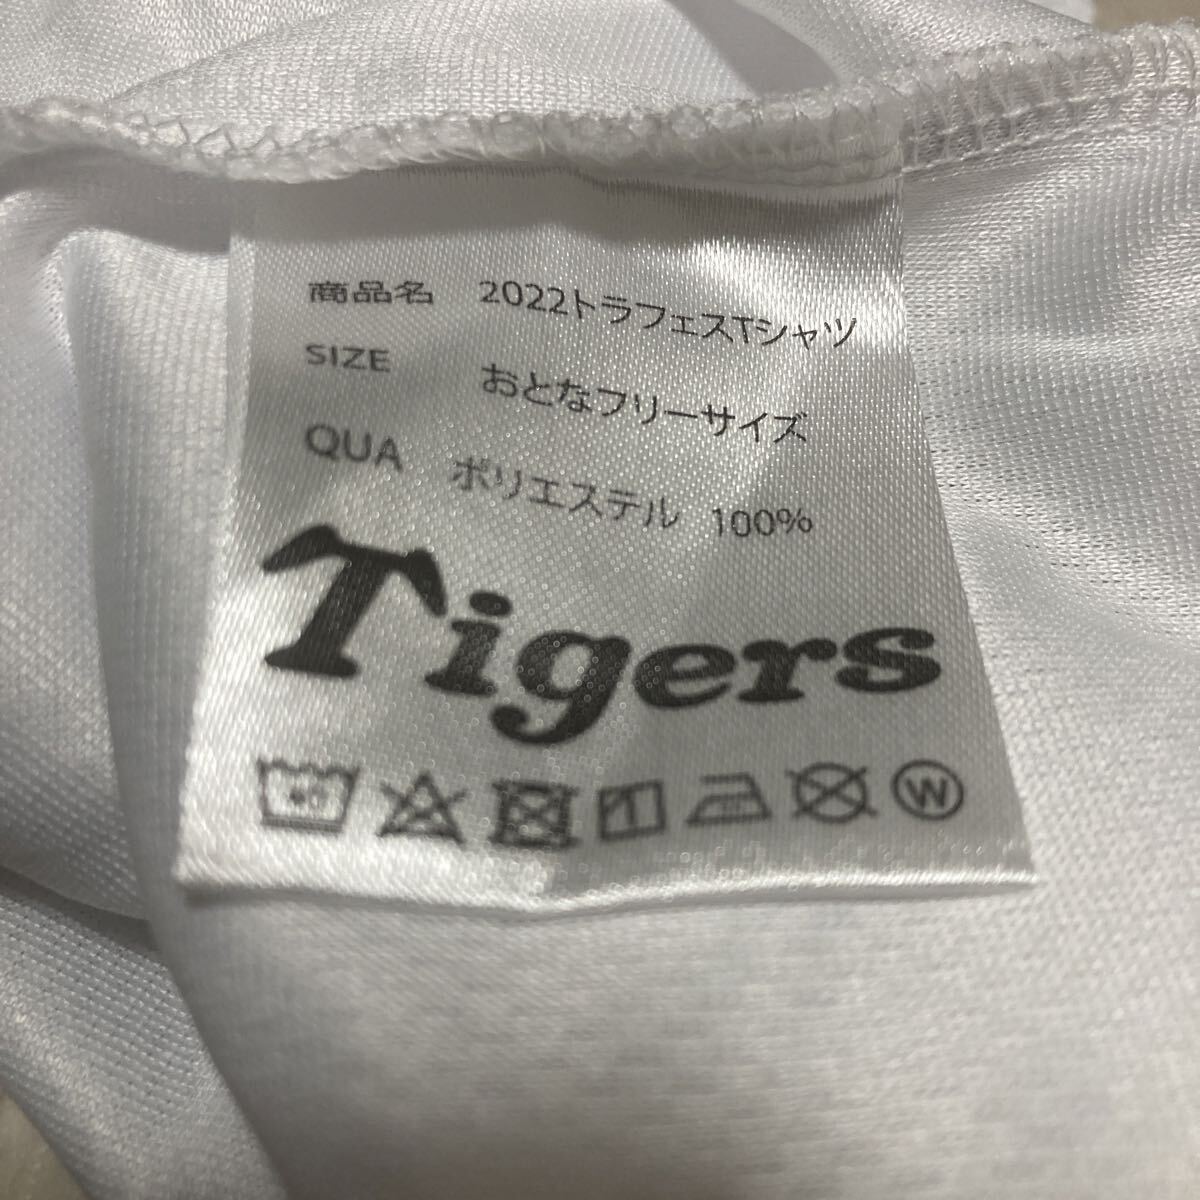 商品名 2022トラフェスTシャツ
SIZE おとなフリーサイズ
QUA ポリエステル 100%
Tigers
W